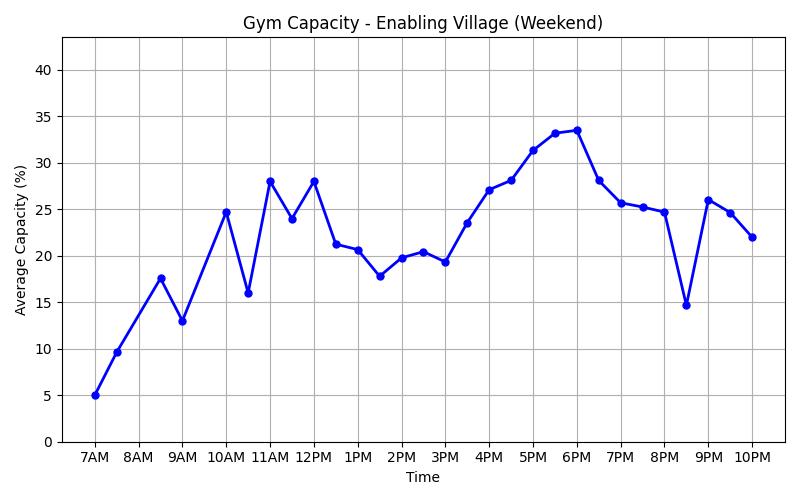 Gym Capacity - Enabling Village (Weekend)
Average Capacity (%)
40
35
30
25
20
15
10
5
0
7AM 8AM 9AM 10AM 11AM 12PM 1PM 2PM 3PM 4PM 5PM 6PM 7PM 8PM 9PM 10PM
Time